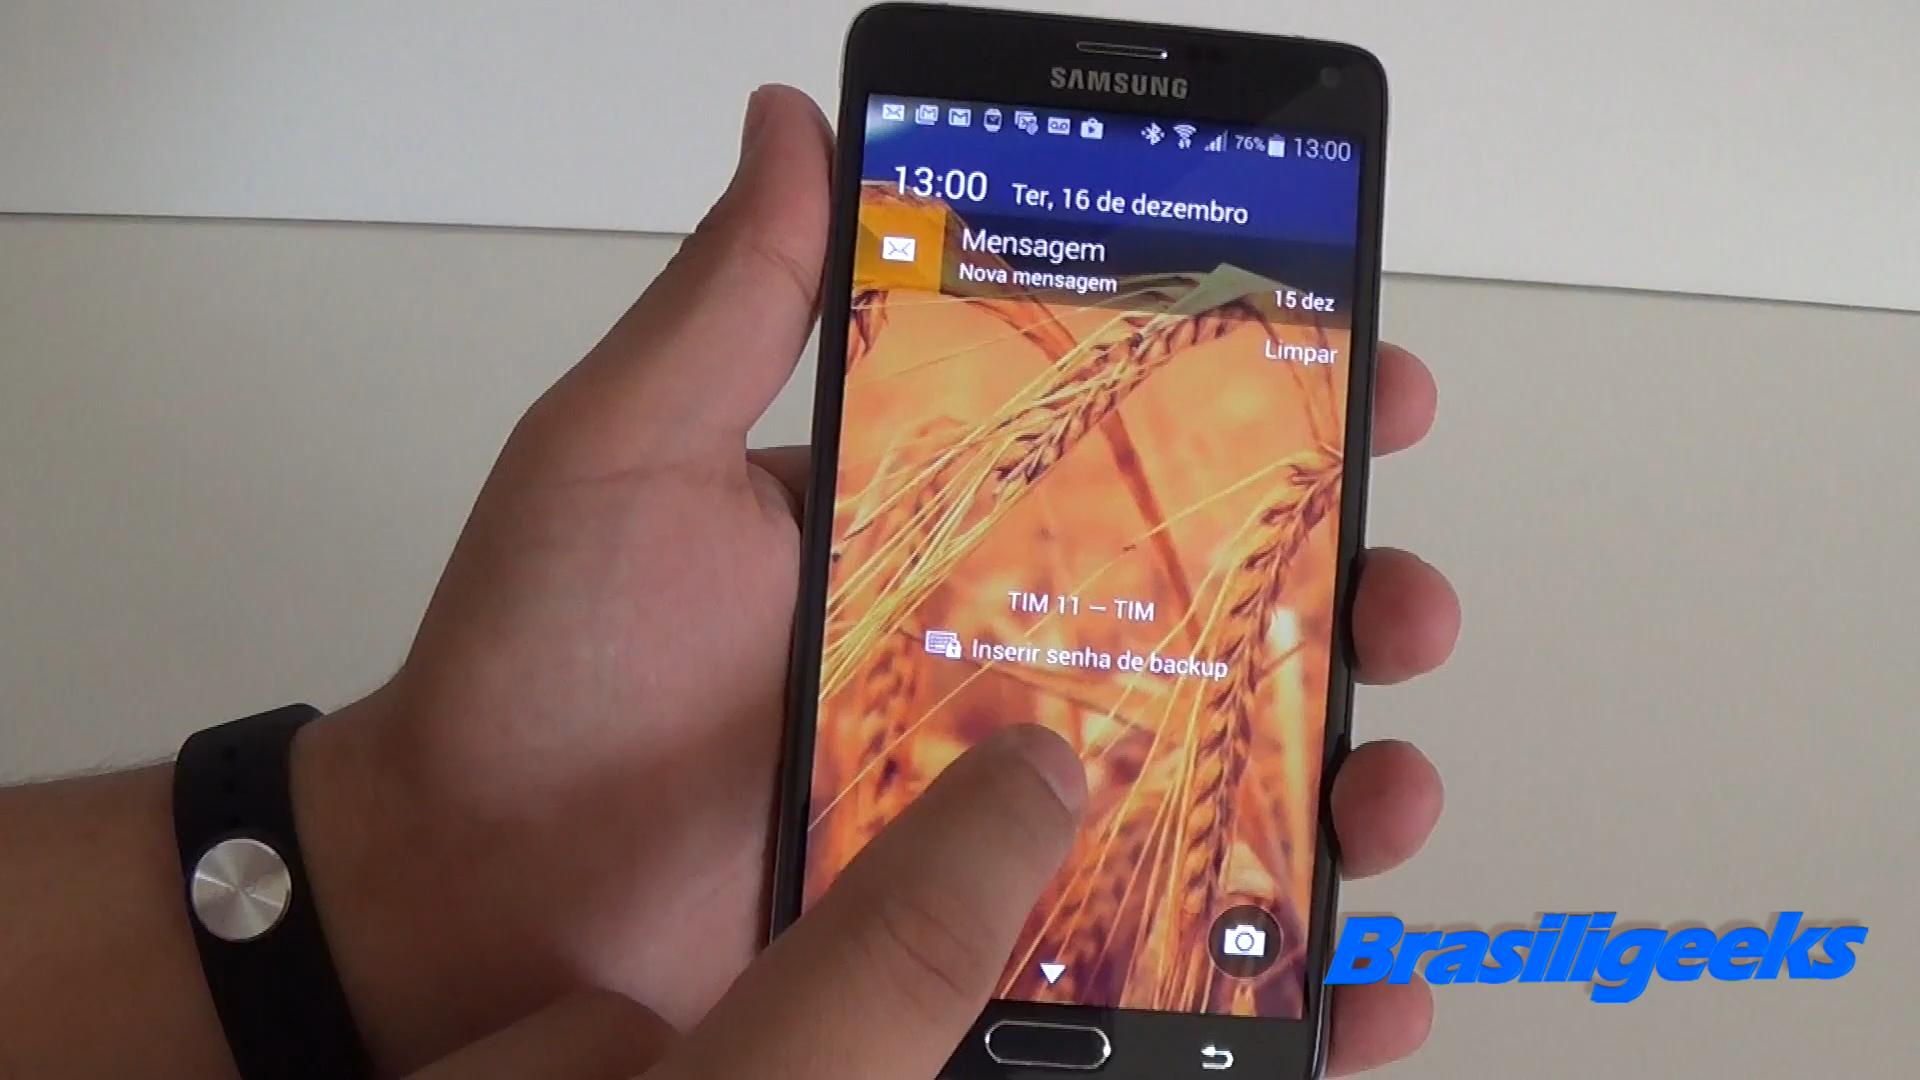 SAMSUNG
76% 13:00
13:00 Ter, 16 de dezembro
Mensagem
Nova mensagem
15 dez
Limpar
TIM 11 – TIM
Inserir senha de backup
Brasiligeeks